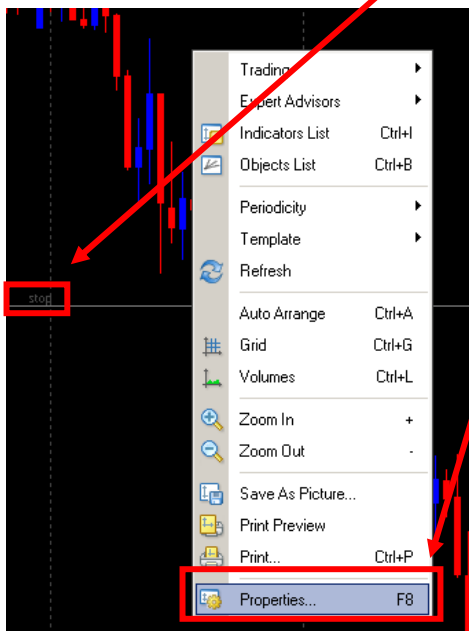 Trading
Expert Advisors
Indicators List Ctrl+I
Objects List Ctrl+B
Periodicity
Template
Refresh
stop
Auto Arrange Ctrl+A
Grid Ctrl+G
Volumes Ctrl+L
Zoom In +
Zoom Out -
Save As Picture...
Print Preview
Print... Ctrl+P
Properties... F8